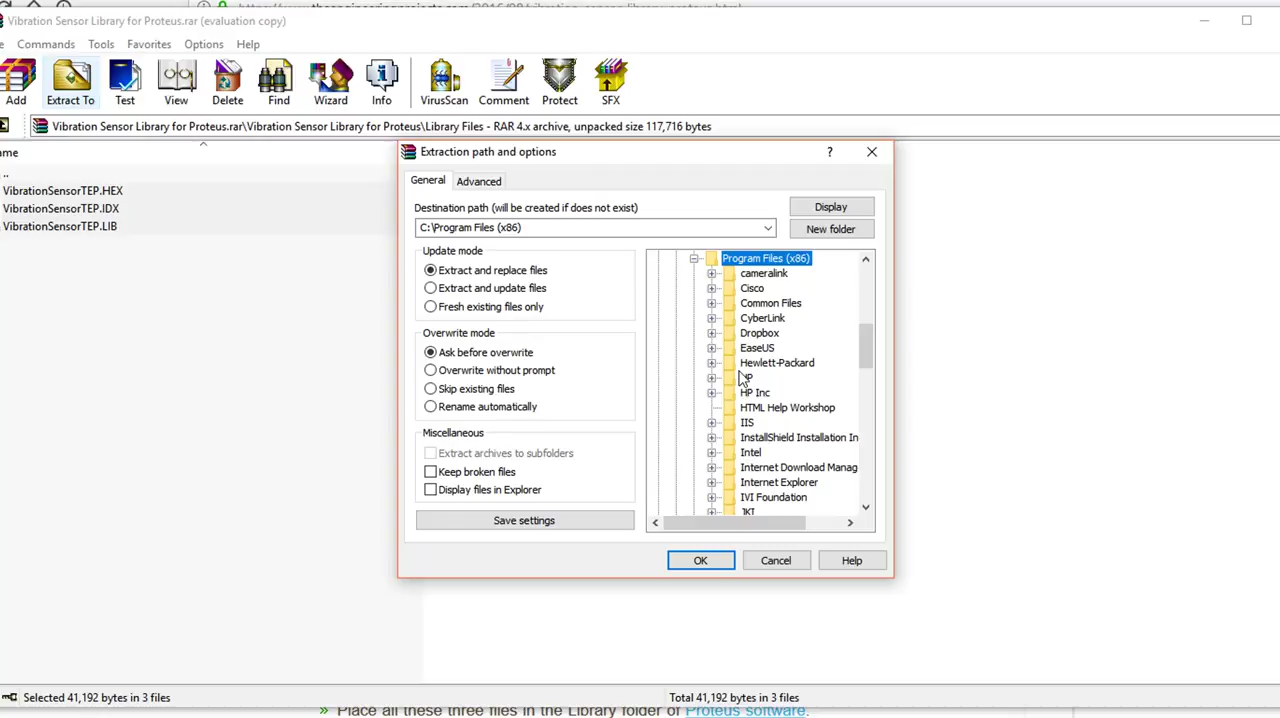 Vibration Sensor Library for Proteus.rar (evaluation copy)
Commands Tools Favorites Options Help
Add Extract To Test View Delete Find Wizard Info VirusScan Comment Protect SFX
Vibration Sensor Library for Proteus.rar\Vibration Sensor Library for Proteus\Library Files - RAR 4.x archive, unpacked size 117,716 bytes
ame
..
VibrationSensorTEP.HEX
VibrationSensorTEP.IDX
VibrationSensorTEP.LIB
Extraction path and options
General Advanced
Destination path (will be created if does not exist)
C:\Program Files (x86)
Display
New folder
Update mode
Extract and replace files
Extract and update files
Fresh existing files only
Overwrite mode
Ask before overwrite
Overwrite without prompt
Skip existing files
Rename automatically
Miscellaneous
Extract archives to subfolders
Keep broken files
Display files in Explorer
Save settings
Program Files (x86)
cameralink
Cisco
Common Files
CyberLink
Dropbox
EaseUS
Hewlett-Packard
HP Inc
HTML Help Workshop
IIS
InstallShield Installation In
Intel
Internet Download Manag
Internet Explorer
IVI Foundation
JKI
OK Cancel Help
Selected 41,192 bytes in 3 files
Total 41,192 bytes in 3 files
» Place all these three files in the Library folder of Proteus software.